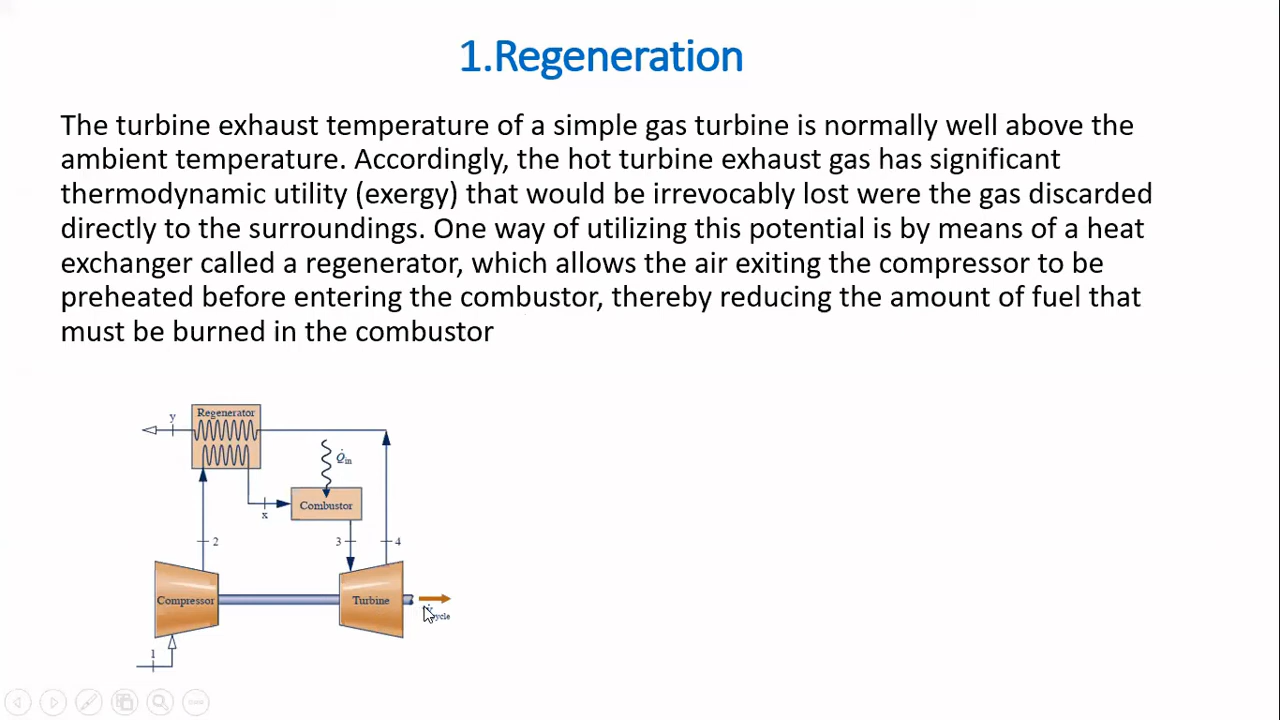 1.Regeneration
The turbine exhaust temperature of a simple gas turbine is normally well above the
ambient temperature. Accordingly, the hot turbine exhaust gas has significant
thermodynamic utility (exergy) that would be irrevocably lost were the gas discarded
directly to the surroundings. One way of utilizing this potential is by means of a heat
exchanger called a regenerator, which allows the air exiting the compressor to be
preheated before entering the combustor, thereby reducing the amount of fuel that
must be burned in the combustor
Regenerator
y
Q̇in
Combustor
x
2
3
4
Compressor
Turbine
1